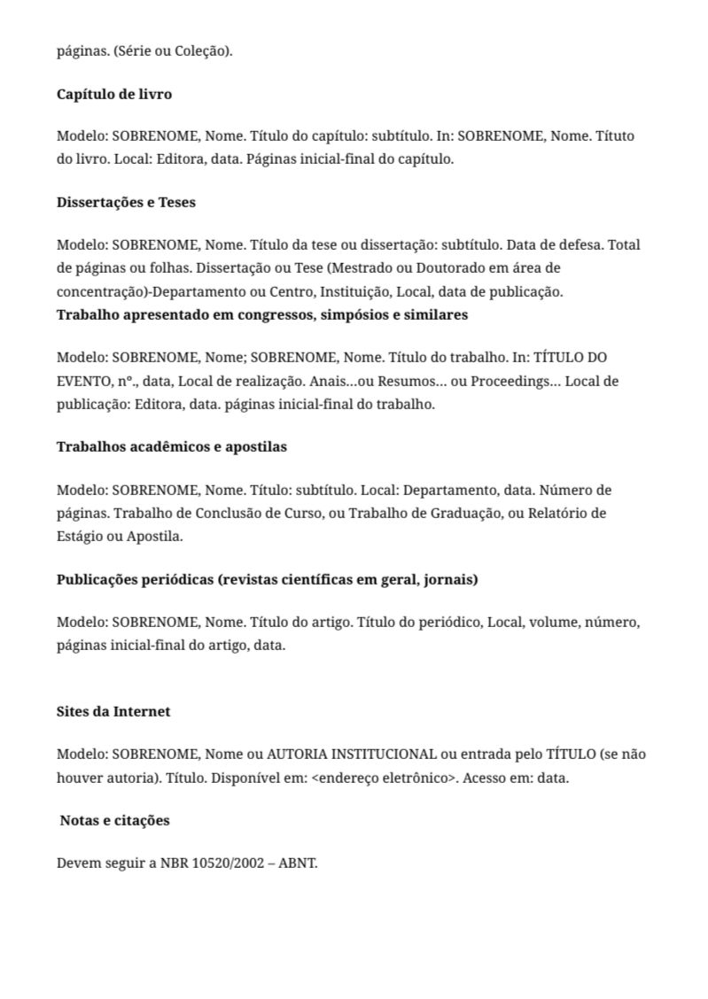 páginas. (Série ou Coleção).
Capítulo de livro
Modelo: SOBRENOME, Nome. Título do capítulo: subtítulo. In: SOBRENOME, Nome. Títuto
do livro. Local: Editora, data. Páginas inicial-final do capítulo.
Dissertações e Teses
Modelo: SOBRENOME, Nome. Título da tese ou dissertação: subtítulo. Data de defesa. Total
de páginas ou folhas. Dissertação ou Tese (Mestrado ou Doutorado em área de
concentração)-Departamento ou Centro, Instituição, Local, data de publicação.
Trabalho apresentado em congressos, simpósios e similares
Modelo: SOBRENOME, Nome; SOBRENOME, Nome. Título do trabalho. In: TÍTULO DO
EVENTO, nº., data, Local de realização. Anais...ou Resumos... ou Proceedings... Local de
publicação: Editora, data. páginas inicial-final do trabalho.
Trabalhos acadêmicos e apostilas
Modelo: SOBRENOME, Nome. Título: subtítulo. Local: Departamento, data. Número de
páginas. Trabalho de Conclusão de Curso, ou Trabalho de Graduação, ou Relatório de
Estágio ou Apostila.
Publicações periódicas (revistas científicas em geral, jornais)
Modelo: SOBRENOME, Nome. Título do artigo. Título do periódico, Local, volume, número,
páginas inicial-final do artigo, data.
Sites da Internet
Modelo: SOBRENOME, Nome ou AUTORIA INSTITUCIONAL ou entrada pelo TÍTULO (se não
houver autoria). Título. Disponível em: <endereço eletrônico>. Acesso em: data.
Notas e citações
Devem seguir a NBR 10520/2002 – ABNT.